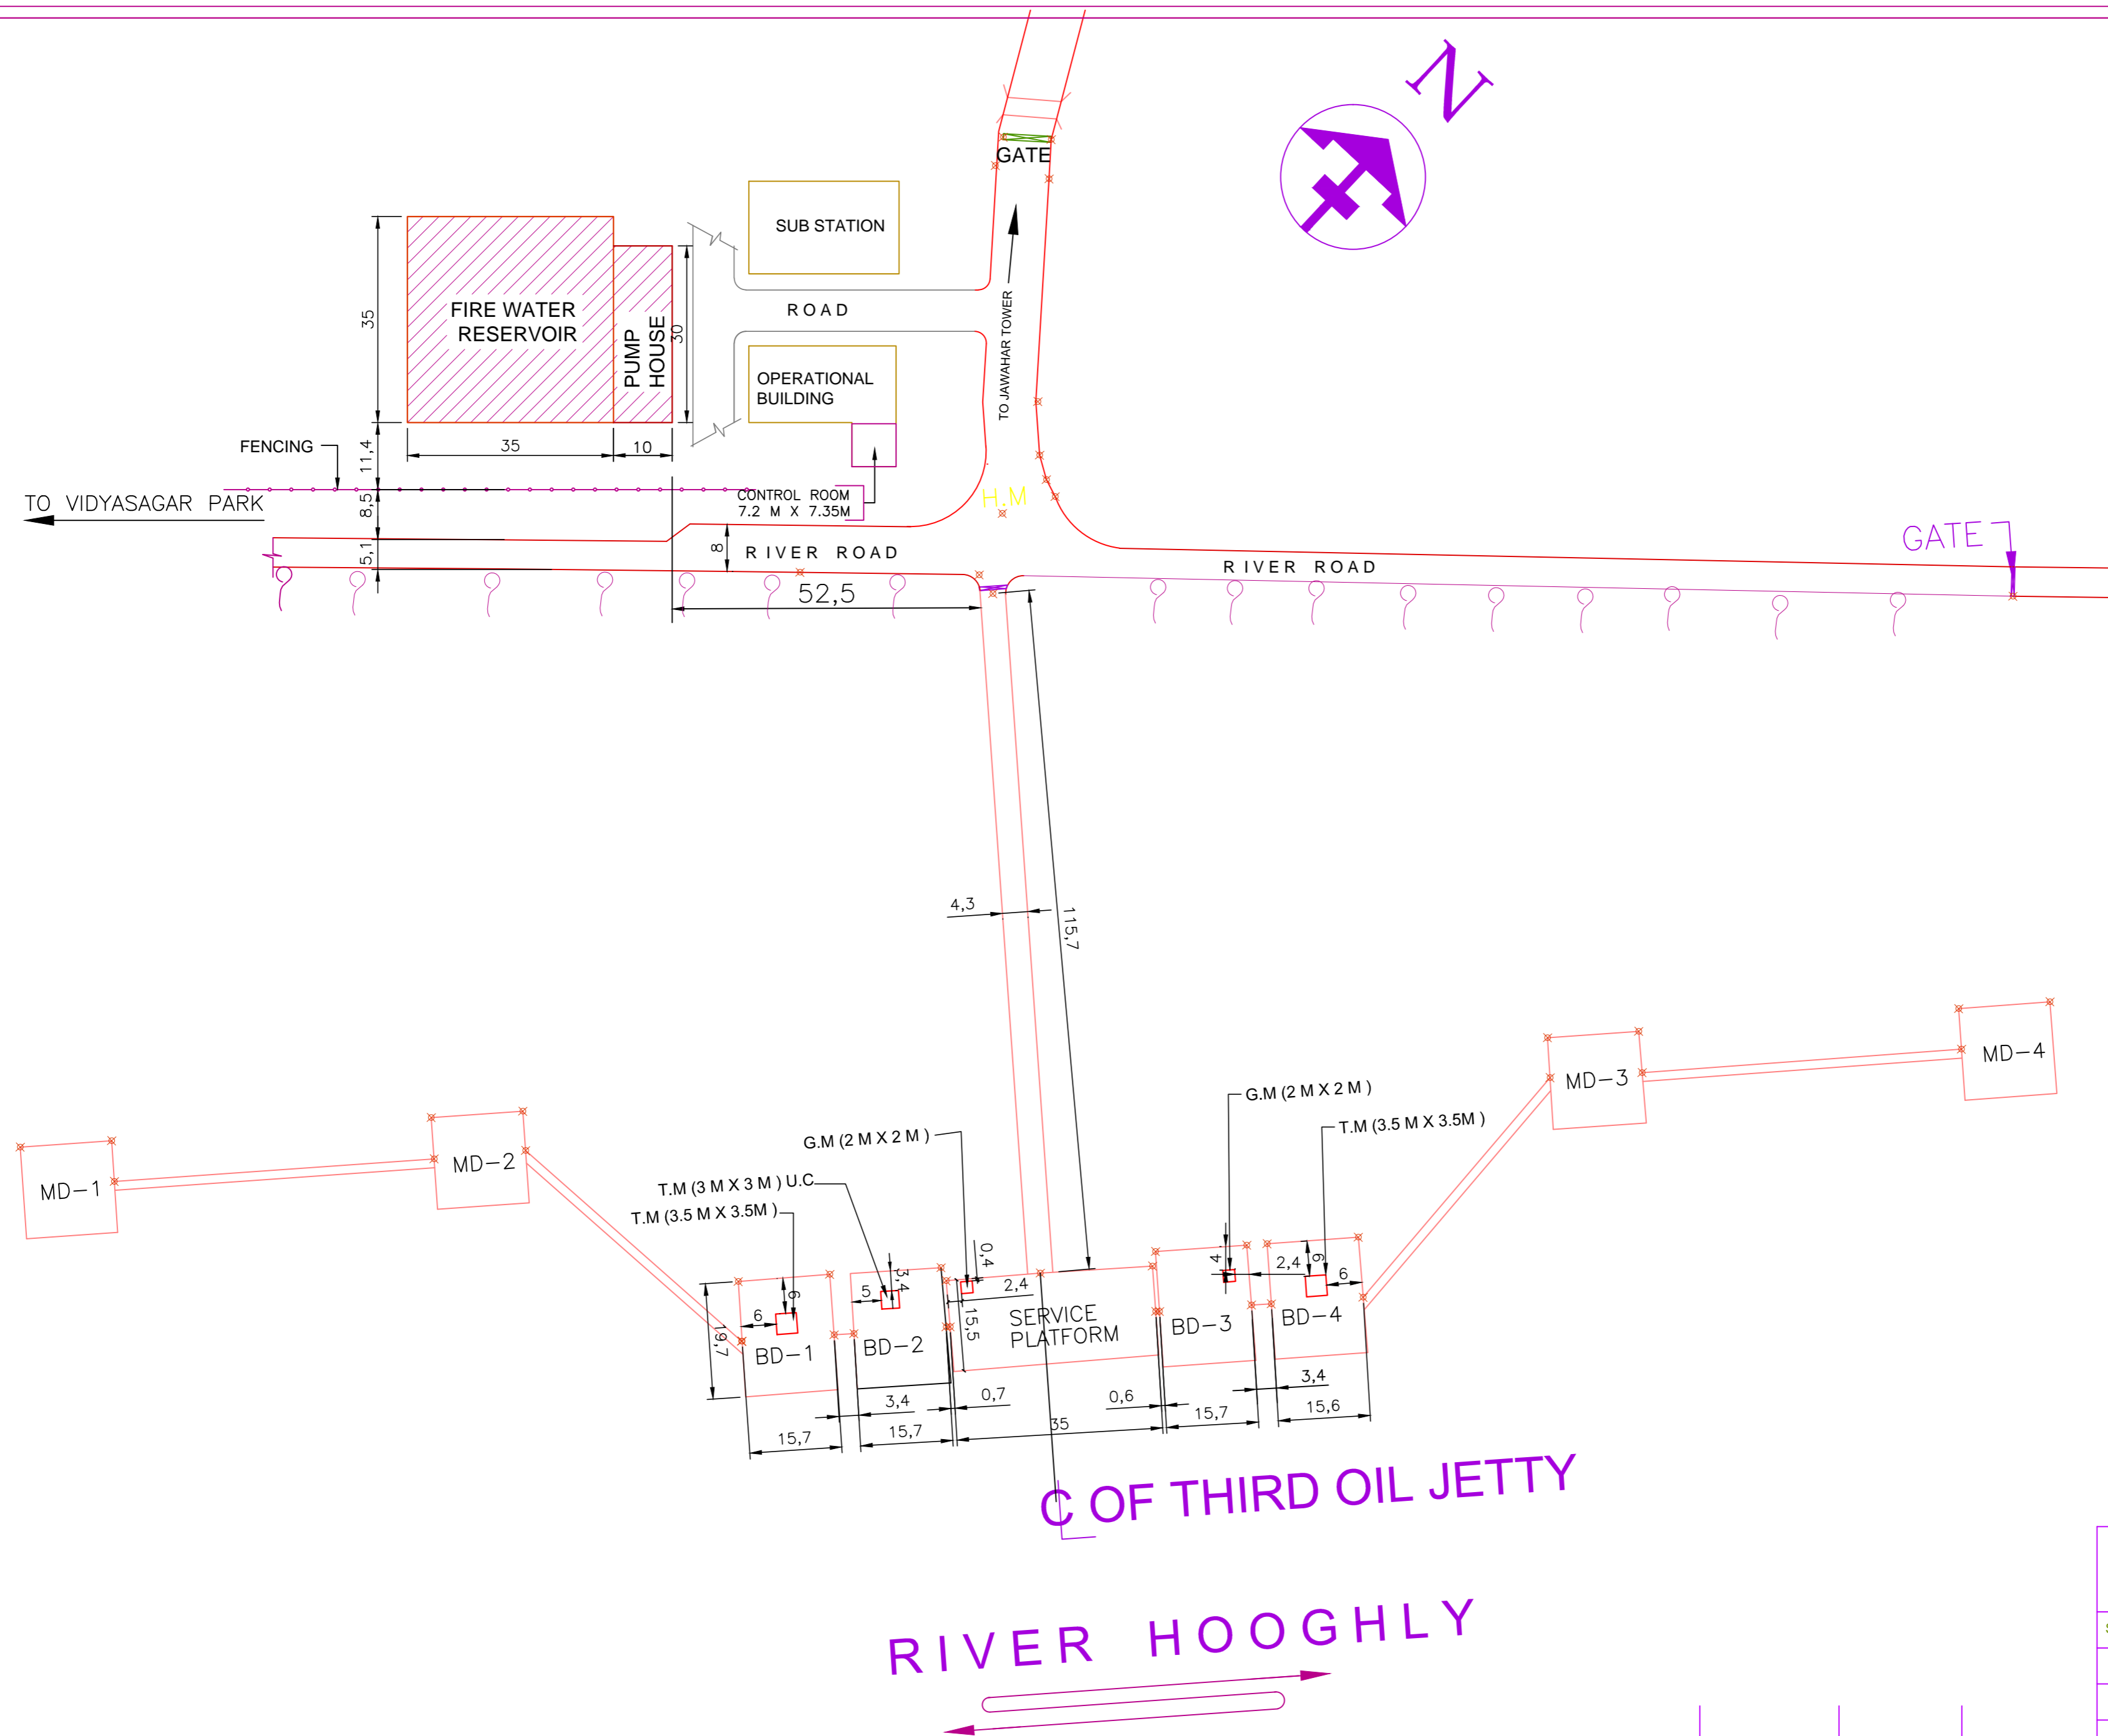 N
GATE
SUB STATION
FIRE WATER
RESERVOIR
PUMP
HOUSE
35
30
ROAD
TO JAWAHAR TOWER
OPERATIONAL
BUILDING
FENCING
11,4
35
10
TO VIDYASAGAR PARK
8,5
CONTROL ROOM
7.2 M X 7.35M
H.M
GATE
5,1
8
RIVER ROAD
RIVER ROAD
52,5
4,3
115,7
MD-4
MD-3
G.M (2 M X 2 M )
T.M (3.5 M X 3.5M )
G.M (2 M X 2 M )
MD-2
MD-1
T.M (3 M X 3 M ) U.C
T.M (3.5 M X 3.5M )
0,4
4
2,4
6
6
3,4
5
2,4
6
6
15,5
SERVICE
PLATFORM
BD-4
BD-3
BD-2
BD-1
19,7
3,4
0,7
0,6
3,4
15,7
15,7
35
15,7
15,6
C OF THIRD OIL JETTY
RIVER HOOGHLY